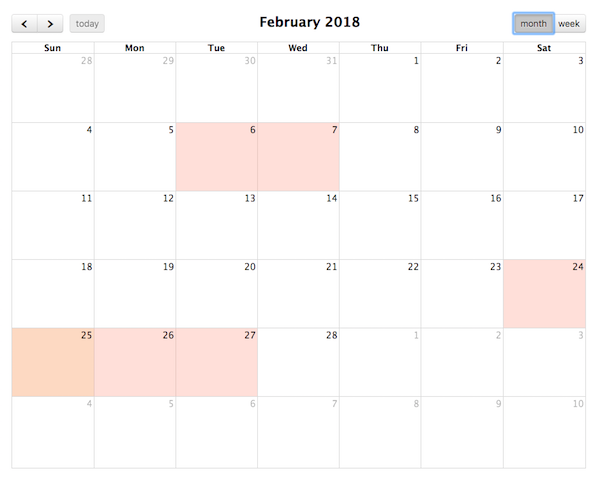 today February 2018 month week
Sun Mon Tue Wed Thu Fri Sat
28 29 30 31 1 2 3
4 5 6 7 8 9 10
11 12 13 14 15 16 17
18 19 20 21 22 23 24
25 26 27 28 1 2 3
4 5 6 7 8 9 10